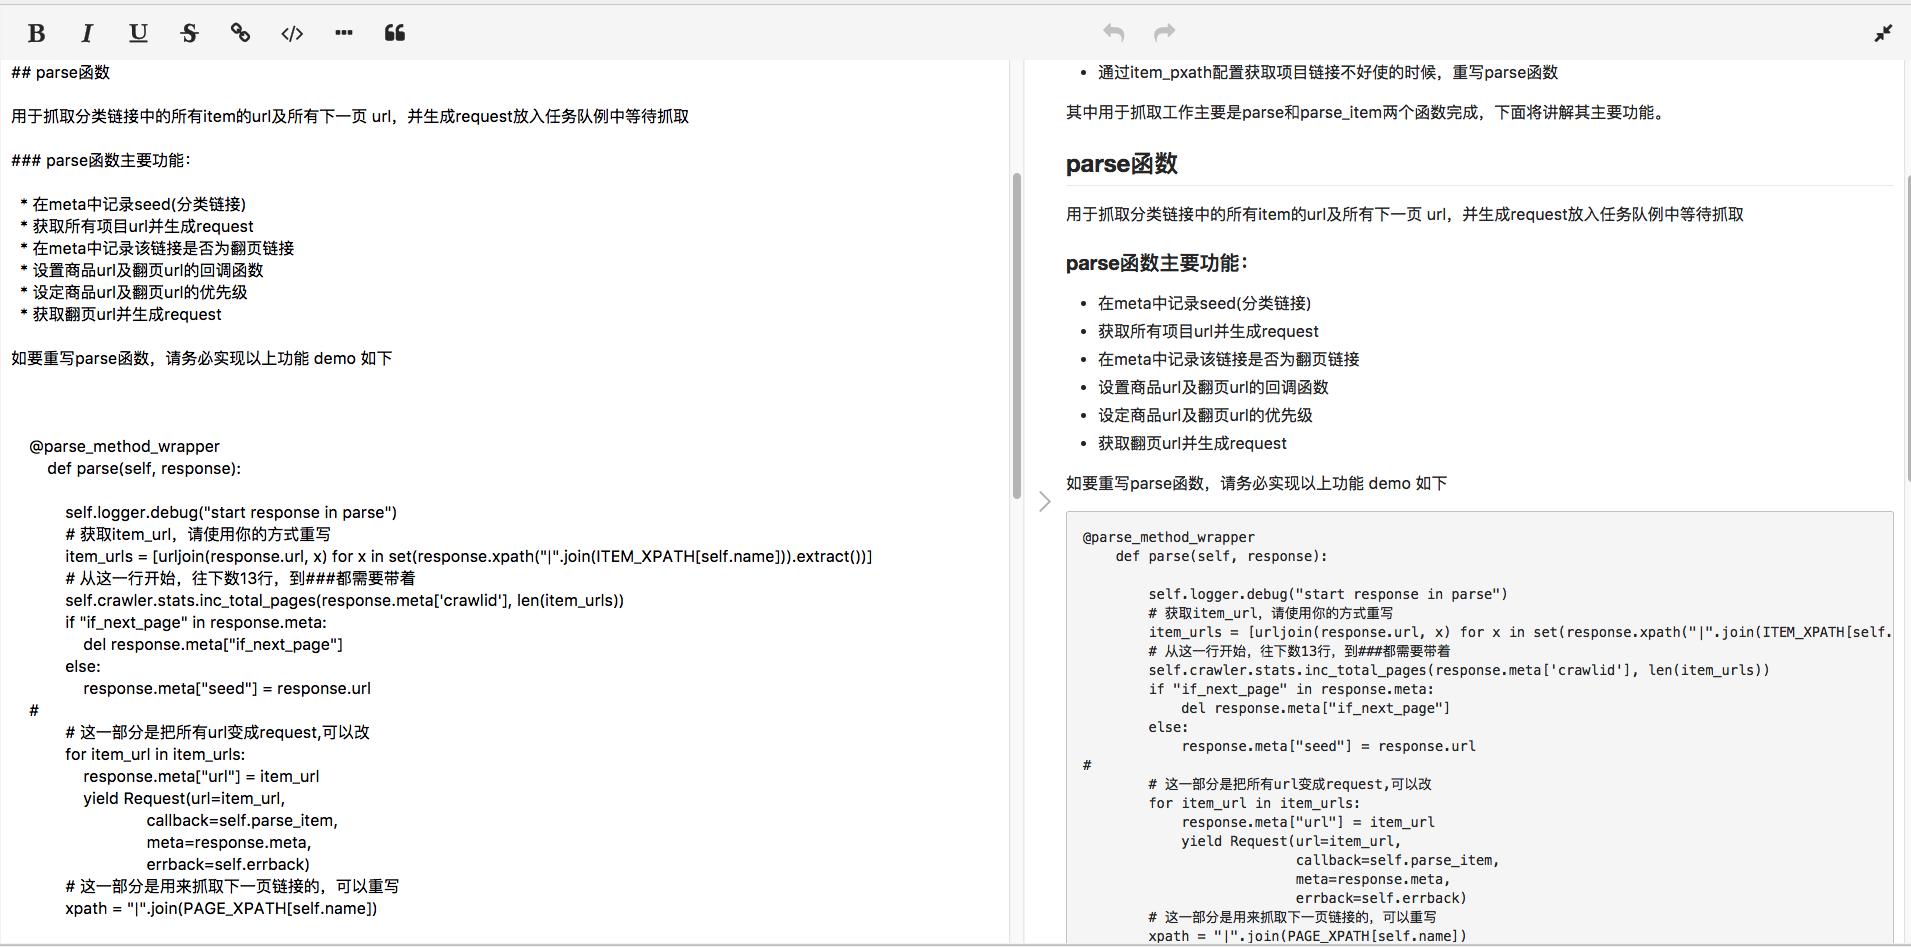 B I U S </> ••• “
## parse函数
用于抓取分类链接中的所有item的url及所有下一页 url，并生成request放入任务队例中等待抓取
### parse函数主要功能：
* 在meta中记录seed(分类链接)
* 获取所有项目url并生成request
* 在meta中记录该链接是否为翻页链接
* 设置商品url及翻页url的回调函数
* 设定商品url及翻页url的优先级
* 获取翻页url并生成request
如要重写parse函数，请务必实现以上功能 demo 如下
@parse_method_wrapper
def parse(self, response):
self.logger.debug("start response in parse")
# 获取item_url，请使用你的方式重写
item_urls = [urljoin(response.url, x) for x in set(response.xpath("|".join(ITEM_XPATH[self.name])).extract())]
# 从这一行开始，往下数13行，到###都需要带着
self.crawler.stats.inc_total_pages(response.meta['crawlid'], len(item_urls))
if "if_next_page" in response.meta:
del response.meta["if_next_page"]
else:
response.meta["seed"] = response.url
#
# 这一部分是把所有url变成request,可以改
for item_url in item_urls:
response.meta["url"] = item_url
yield Request(url=item_url,
callback=self.parse_item,
meta=response.meta,
errback=self.errback)
# 这一部分是用来抓取下一页链接的，可以重写
xpath = "|".join(PAGE_XPATH[self.name])
• 通过item_pxath配置获取项目链接不好使的时候，重写parse函数
其中用于抓取工作主要是parse和parse_item两个函数完成，下面将讲解其主要功能。
parse函数
用于抓取分类链接中的所有item的url及所有下一页 url，并生成request放入任务队例中等待抓取
parse函数主要功能：
• 在meta中记录seed(分类链接)
• 获取所有项目url并生成request
• 在meta中记录该链接是否为翻页链接
• 设置商品url及翻页url的回调函数
• 设定商品url及翻页url的优先级
• 获取翻页url并生成request
如要重写parse函数，请务必实现以上功能 demo 如下
@parse_method_wrapper
def parse(self, response):
self.logger.debug("start response in parse")
# 获取item_url，请使用你的方式重写
item_urls = [urljoin(response.url, x) for x in set(response.xpath("|".join(ITEM_XPATH[self.
# 从这一行开始，往下数13行，到###都需要带着
self.crawler.stats.inc_total_pages(response.meta['crawlid'], len(item_urls))
if "if_next_page" in response.meta:
del response.meta["if_next_page"]
else:
response.meta["seed"] = response.url
#
# 这一部分是把所有url变成request,可以改
for item_url in item_urls:
response.meta["url"] = item_url
yield Request(url=item_url,
callback=self.parse_item,
meta=response.meta,
errback=self.errback)
# 这一部分是用来抓取下一页链接的，可以重写
xpath = "|".join(PAGE_XPATH[self.name])